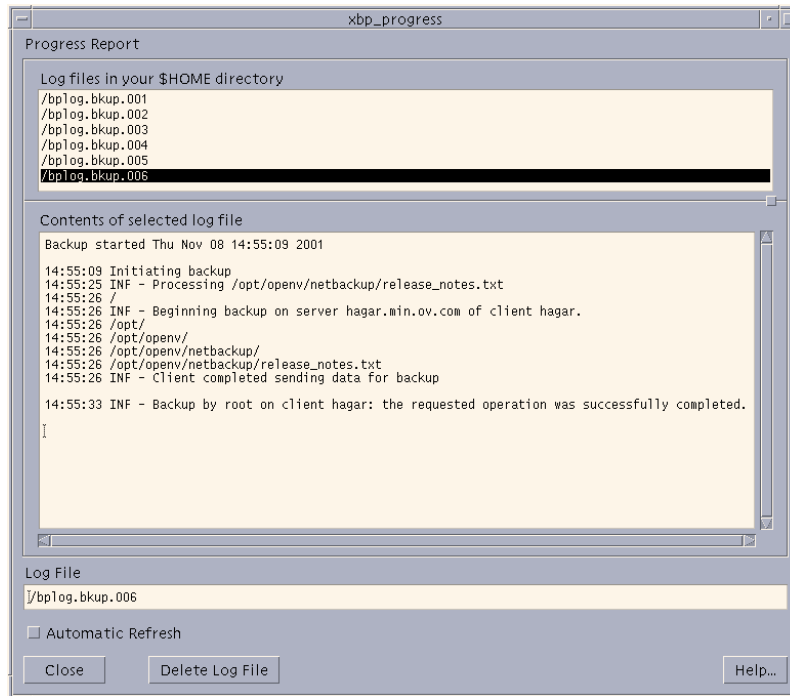 xbp_progress
Progress Report
Log files in your $HOME directory
/bplog.bkup.001
/bplog.bkup.002
/bplog.bkup.003
/bplog.bkup.004
/bplog.bkup.005
/bplog.bkup.006
Contents of selected log file
Backup started Thu Nov 08 14:55:09 2001
14:55:09 Initiating backup
14:55:25 INF - Processing /opt/openv/netbackup/release_notes.txt
14:55:26 /
14:55:26 INF - Beginning backup on server hagar.min.ov.com of client hagar.
14:55:26 /opt/
14:55:26 /opt/openv/
14:55:26 /opt/openv/netbackup/
14:55:26 /opt/openv/netbackup/release_notes.txt
14:55:26 INF - Client completed sending data for backup
14:55:33 INF - Backup by root on client hagar: the requested operation was successfully completed.
Log File
/bplog.bkup.006
Automatic Refresh
Close
Delete Log File
Help...